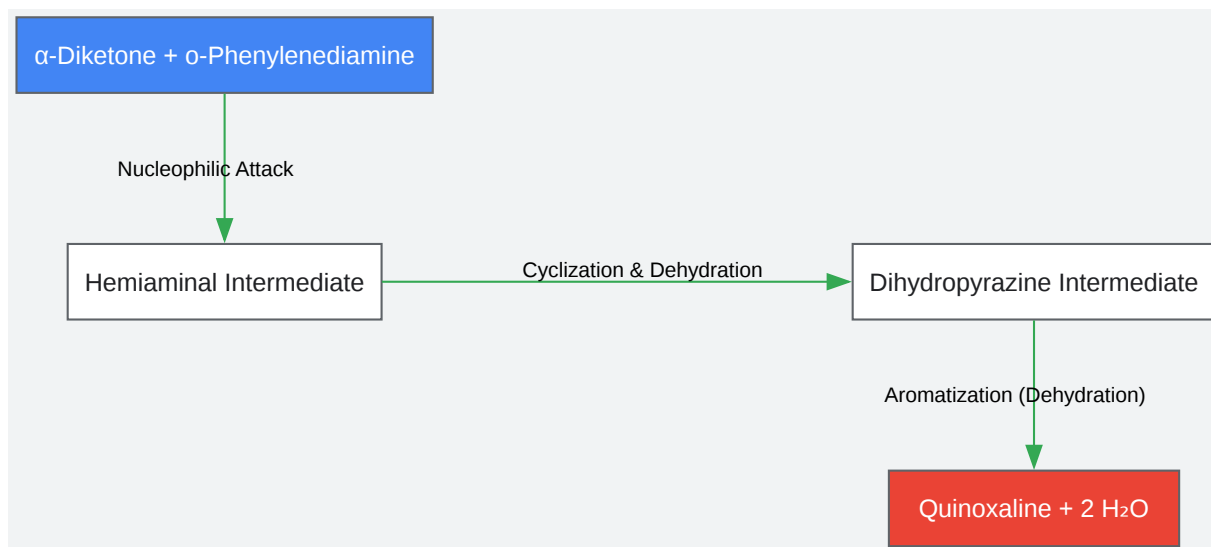 α-Diketone + o-Phenylenediamine
Nucleophilic Attack
Hemiaminal Intermediate
Cyclization & Dehydration
Dihydropyrazine Intermediate
Aromatization (Dehydration)
Quinoxaline + 2 H₂O